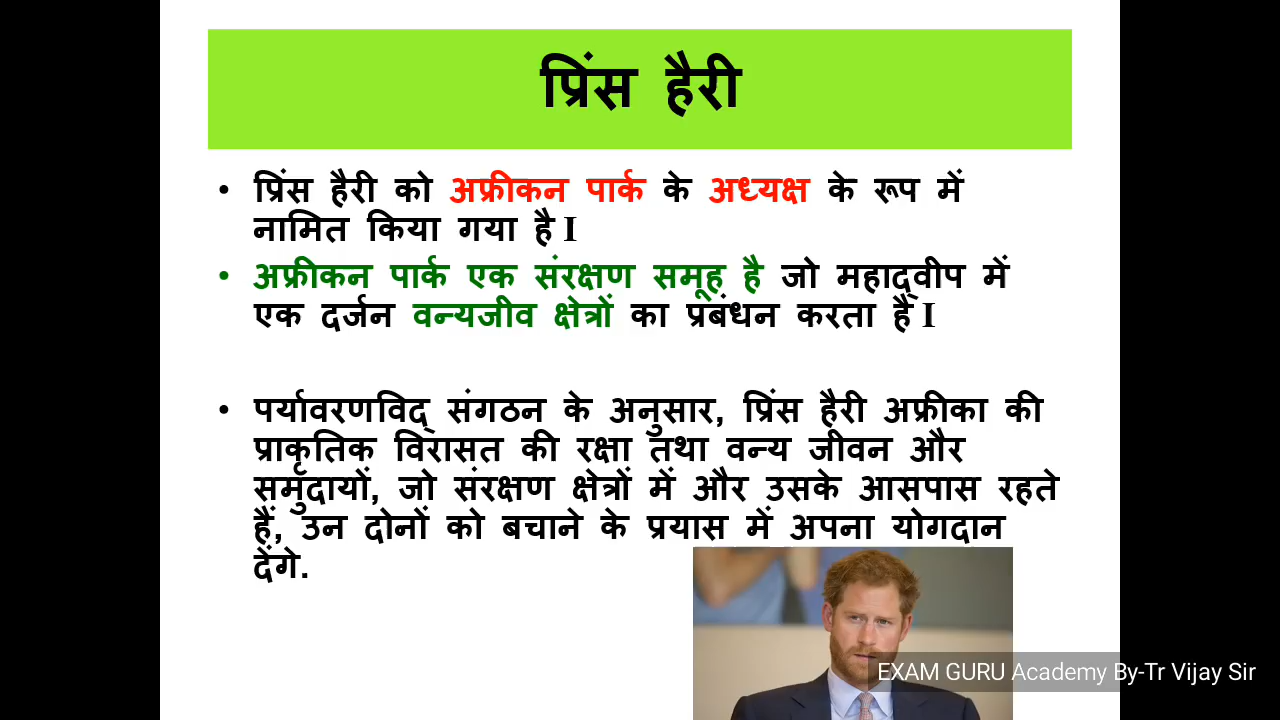 प्रिंस हैरी
• प्रिंस हैरी को अफ्रीकन पार्क के अध्यक्ष के रूप में
नामित किया गया है I
• अफ्रीकन पार्क एक संरक्षण समूह है जो महाद्वीप में
एक दर्जन वन्यजीव क्षेत्रों का प्रबंधन करता है I
• पर्यावरणविद् संगठन के अनुसार, प्रिंस हैरी अफ्रीका की
प्राकृतिक विरासत की रक्षा तथा वन्य जीवन और
समुदायों, जो संरक्षण क्षेत्रों में और उसके आसपास रहते
हैं, उन दोनों को बचाने के प्रयास में अपना योगदान
देंगे.
EXAM GURU Academy By-Tr Vijay Sir